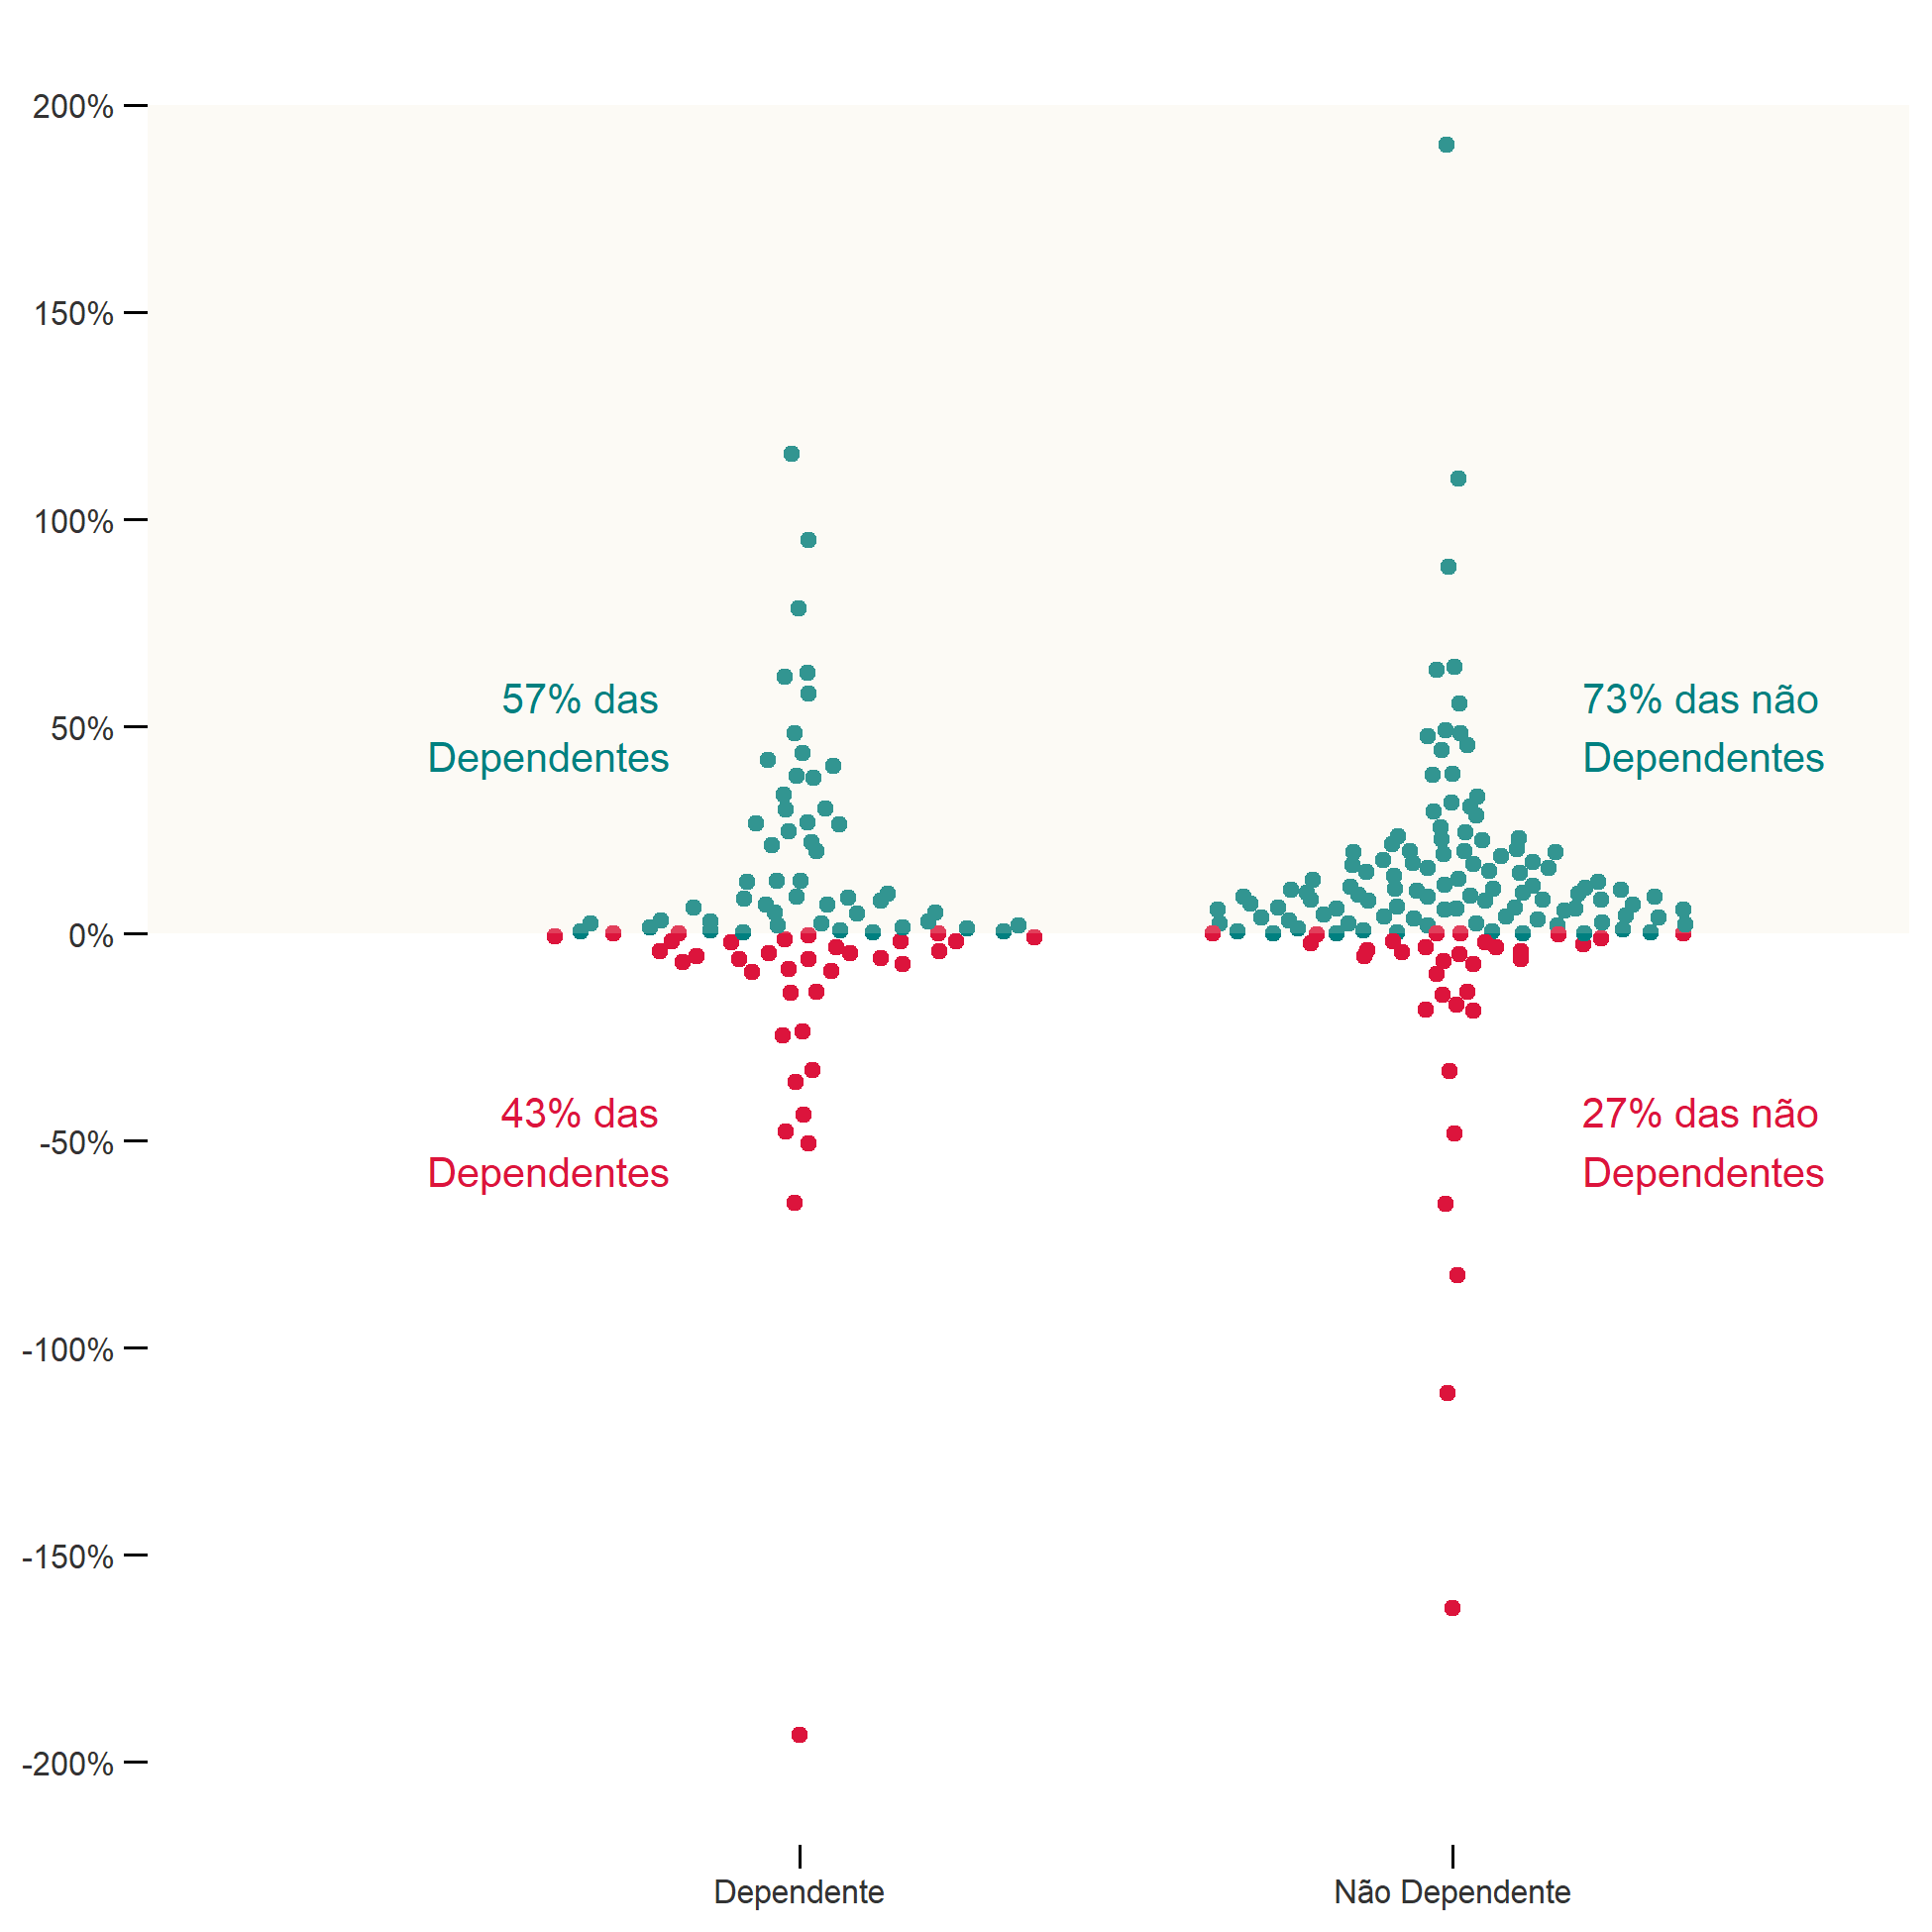 200%
150%
100%
57% das
Dependentes
73% das não
Dependentes
50%
0%
43% das
Dependentes
27% das não
Dependentes
-50%
-100%
-150%
-200%
Dependente
Não Dependente